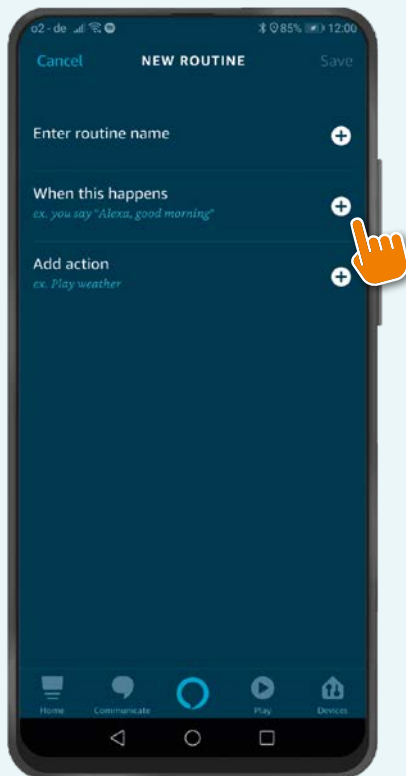 o2 - de 85% 12:00
Cancel NEW ROUTINE Save
Enter routine name
When this happens
ex. you say "Alexa, good morning"
Add action
ex. Play weather
Home Communicate Play Devices